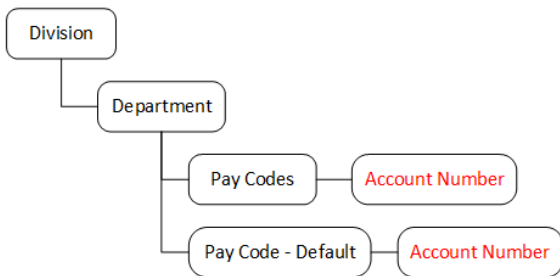 Division
Department
Pay Codes
Account Number
Pay Code - Default
Account Number